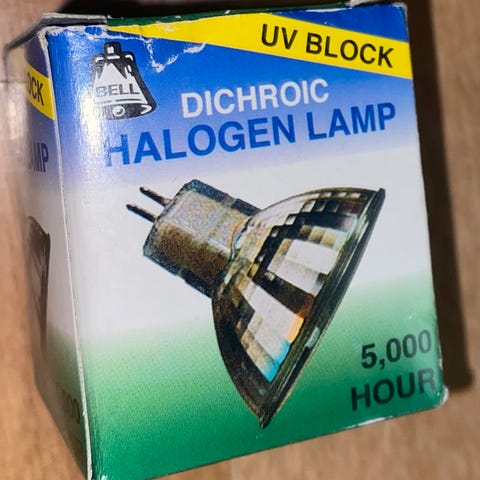 UV BLOCK
BELL
DICHROIC
HALOGEN LAMP
5,000
HOUR